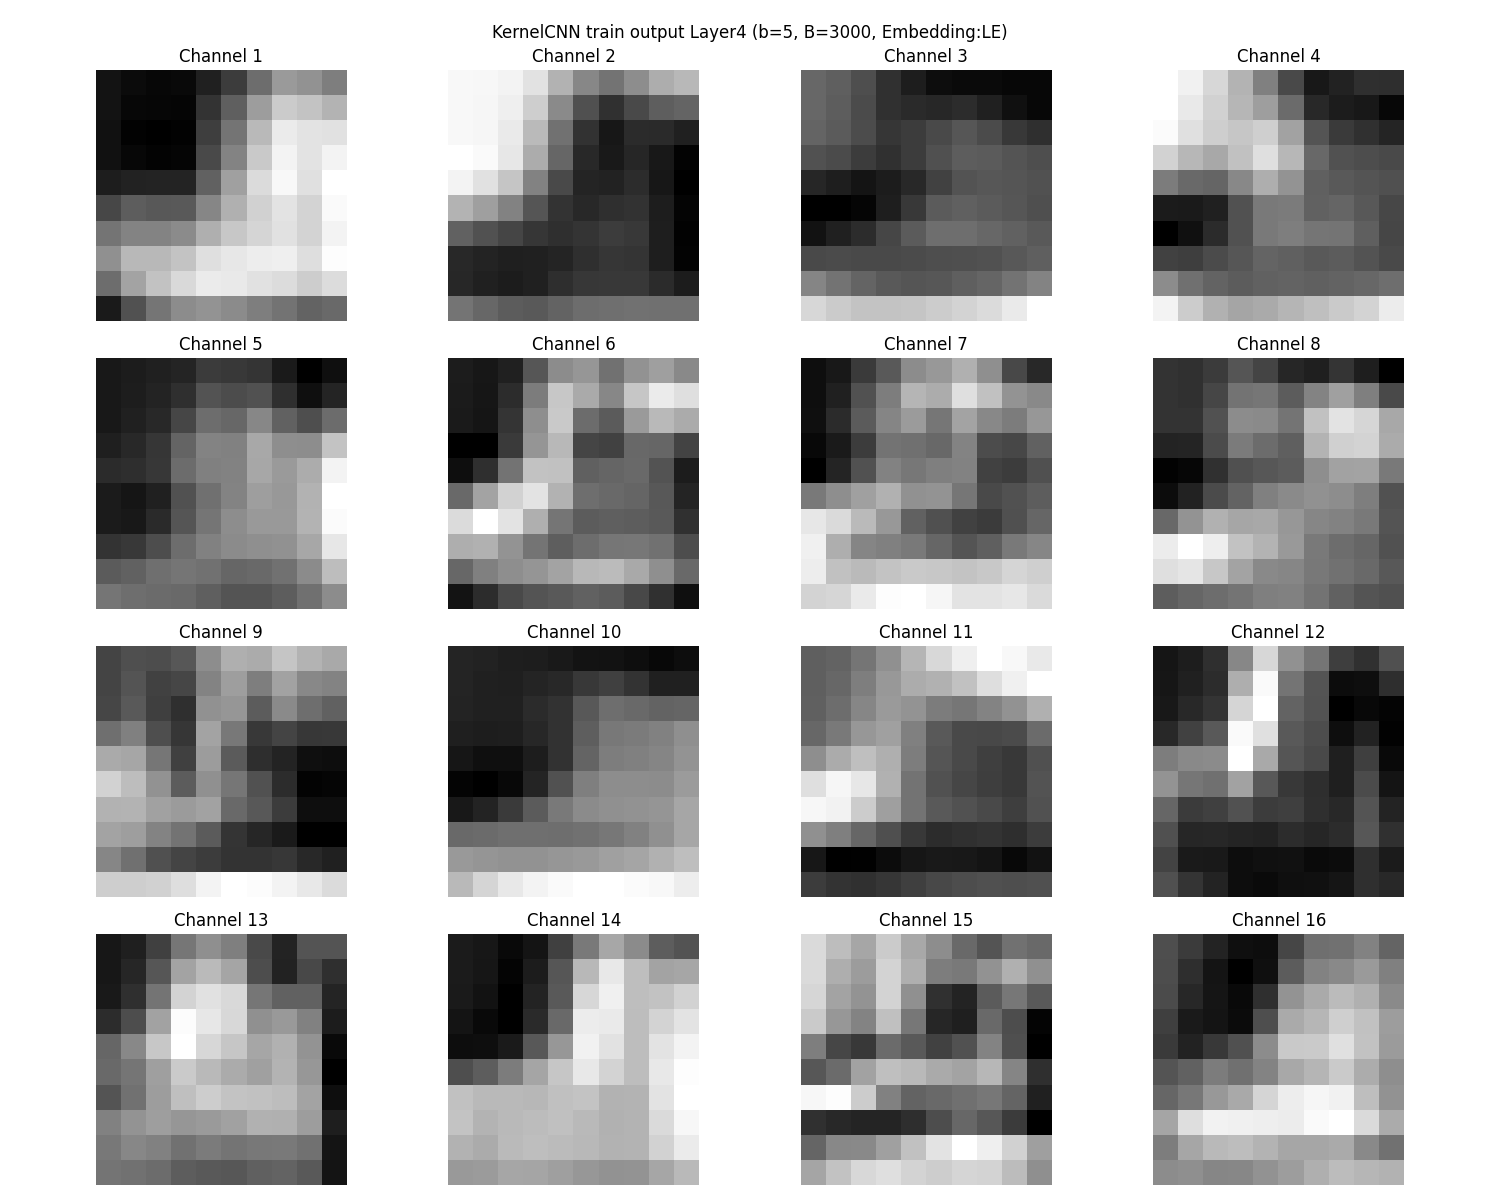 KernelCNN train output Layer4 (b=5, B=3000, Embedding:LE)
Channel 1
Channel 2
Channel 3
Channel 4
Channel 5
Channel 6
Channel 7
Channel 8
Channel 9
Channel 10
Channel 11
Channel 12
Channel 13
Channel 14
Channel 15
Channel 16